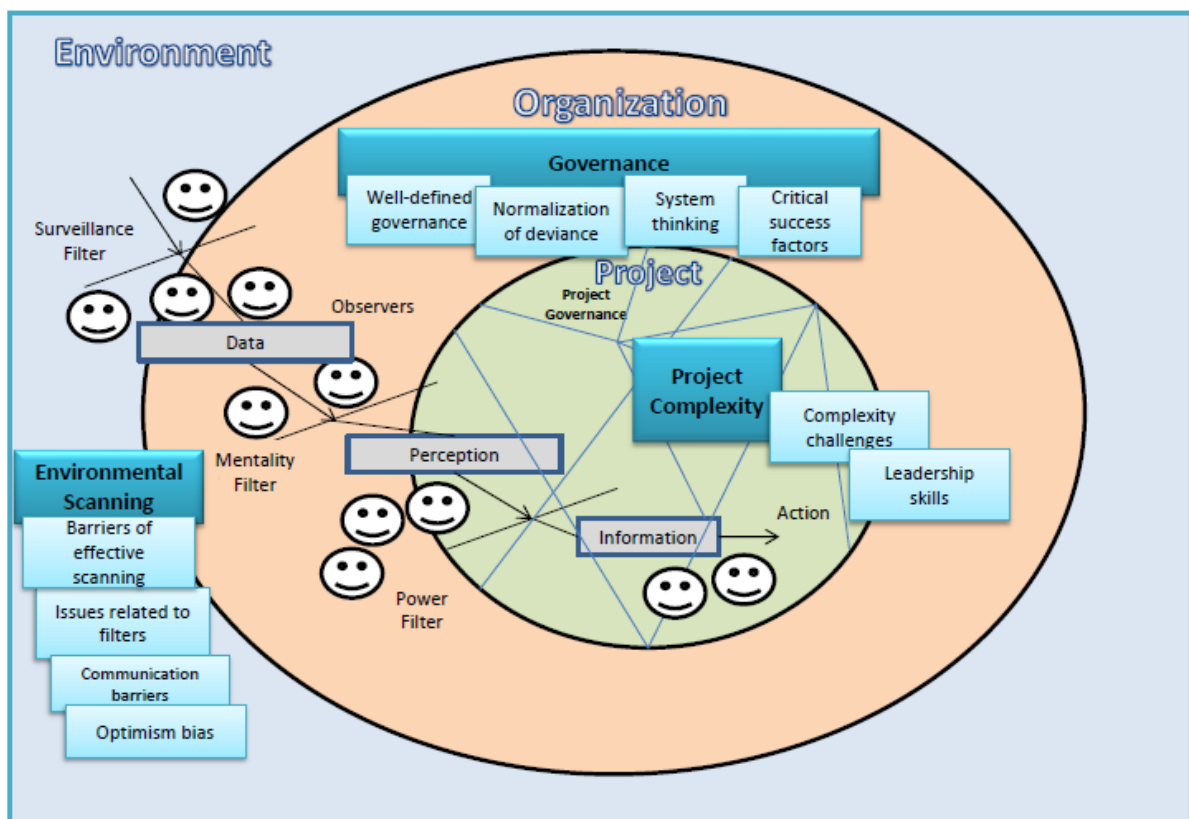 Environment
Organization
Governance
Well-defined
governance
Normalization
of deviance
System
thinking
Critical
success
factors
Surveillance
Filter
Observers
Data
Project
Project
Governance
Project
Complexity
Complexity
challenges
Leadership
skills
Mentality
Filter
Perception
Environmental
Scanning
Barriers of
effective
scanning
Issues related to
filters
Communication
barriers
Optimism bias
Power
Filter
Information
Action